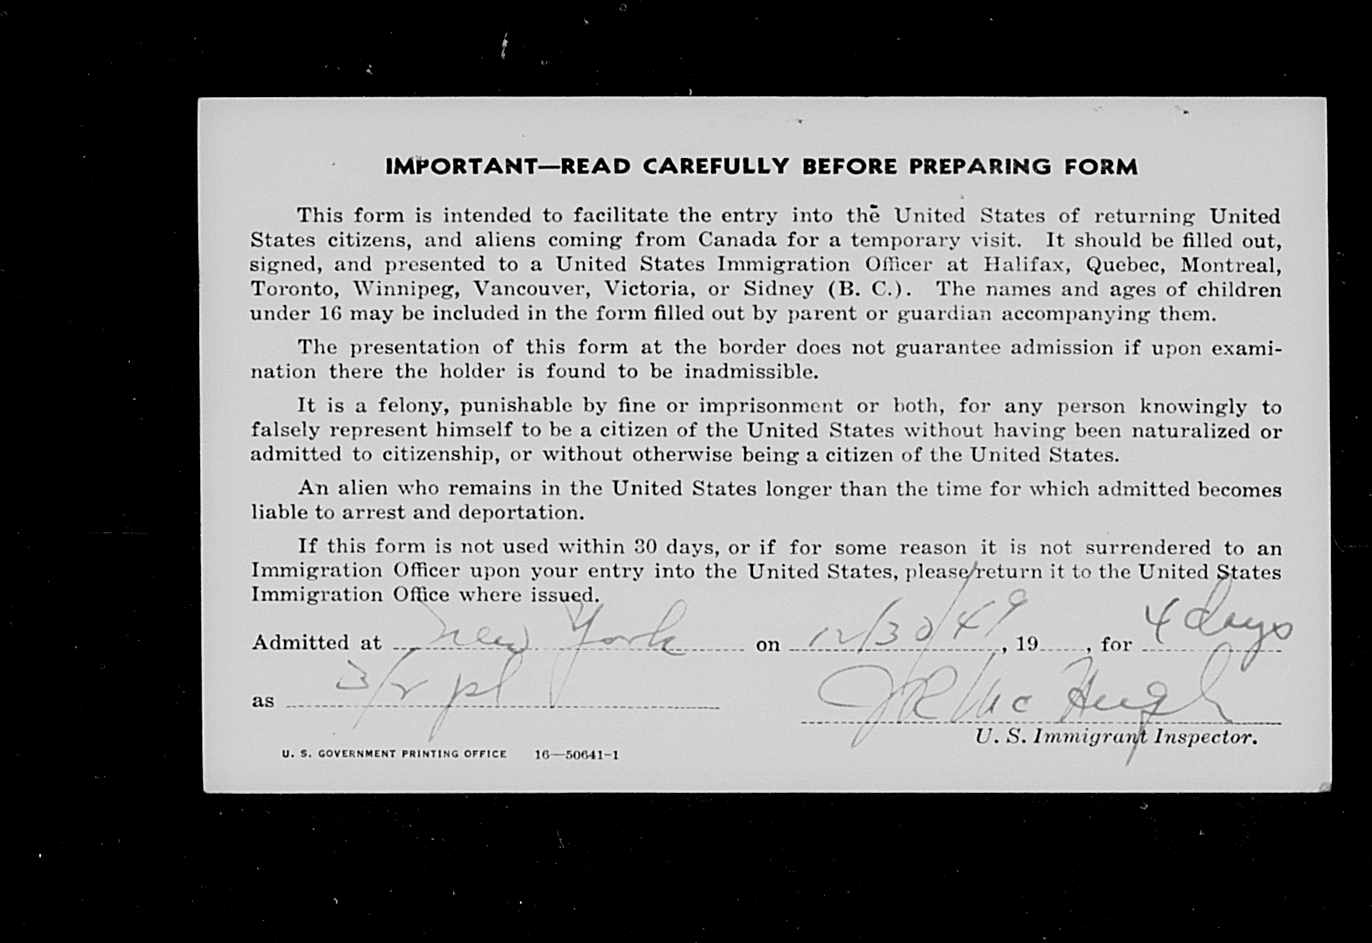 IMPORTANT—READ CAREFULLY BEFORE PREPARING FORM
This form is intended to facilitate the entry into the United States of returning United
States citizens, and aliens coming from Canada for a temporary visit. It should be filled out,
signed, and presented to a United States Immigration Officer at Halifax, Quebec, Montreal,
Toronto, Winnipeg, Vancouver, Victoria, or Sidney (B. C.). The names and ages of children
under 16 may be included in the form filled out by parent or guardian accompanying them.
The presentation of this form at the border does not guarantee admission if upon exami-
nation there the holder is found to be inadmissible.
It is a felony, punishable by fine or imprisonment or both, for any person knowingly to
falsely represent himself to be a citizen of the United States without having been naturalized or
admitted to citizenship, or without otherwise being a citizen of the United States.
An alien who remains in the United States longer than the time for which admitted becomes
liable to arrest and deportation.
If this form is not used within 30 days, or if for some reason it is not surrendered to an
Immigration Officer upon your entry into the United States, please return it to the United States
Immigration Office where issued.
Admitted at New York on 12/30/49, 19, for 4 days
as 3/2 pl JR McHugh
U. S. Immigrant Inspector.
U. S. GOVERNMENT PRINTING OFFICE 16—50641-1